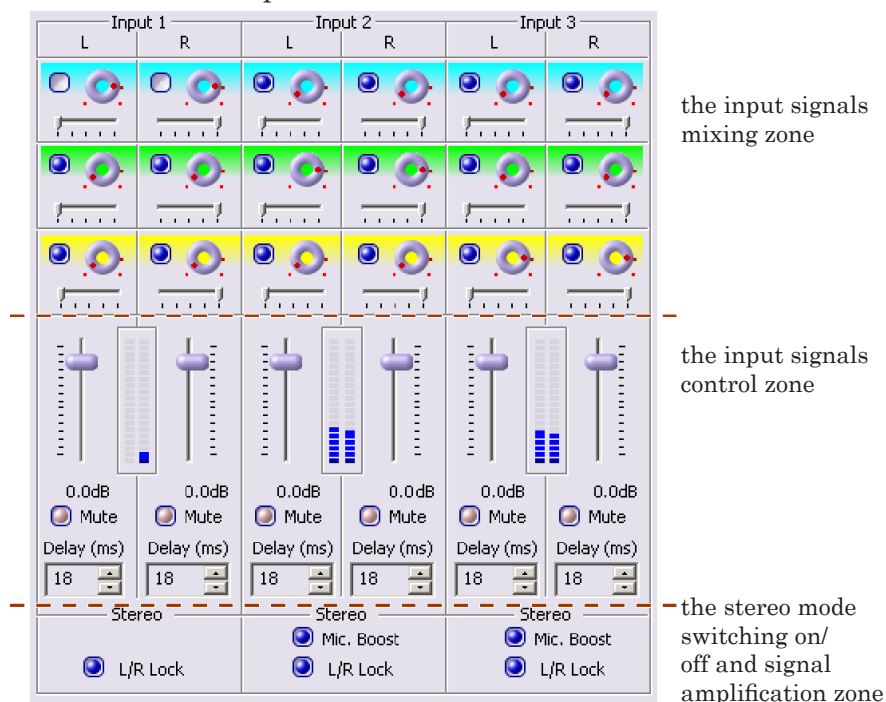 Input 1 Input 2 Input 3
L R L R L R
the input signals
mixing zone
the input signals
control zone
0.0dB 0.0dB 0.0dB 0.0dB 0.0dB 0.0dB
Mute Mute Mute Mute Mute Mute
Delay (ms) Delay (ms) Delay (ms) Delay (ms) Delay (ms) Delay (ms)
18 18 18 18 18 18
Stereo Stereo Stereo
Mic. Boost Mic. Boost
L/R Lock L/R Lock L/R Lock
the stereo mode
switching on/
off and signal
amplification zone